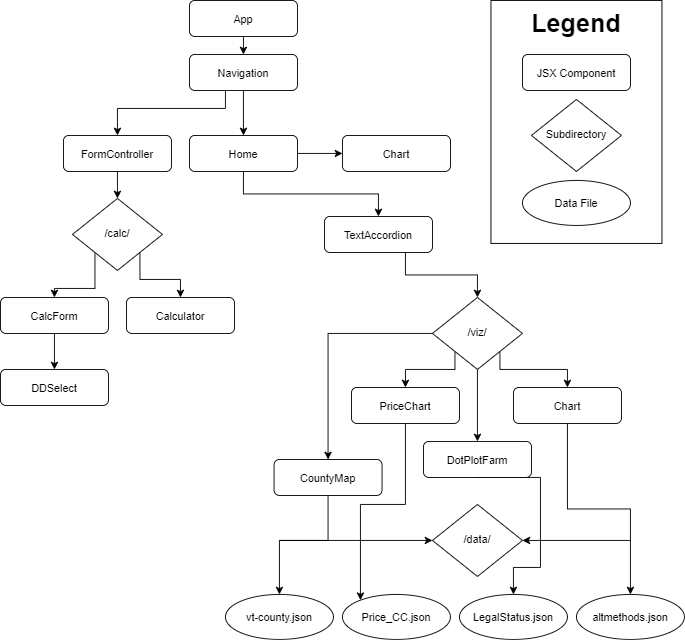 App
Legend
Navigation
JSX Component
Subdirectory
FormController
Home
Chart
Data File
/calc/
TextAccordion
CalcForm
Calculator
/viz/
DDSelect
PriceChart
Chart
DotPlotFarm
CountyMap
/data/
vt-county.json
Price_CC.json
LegalStatus.json
altmethods.json